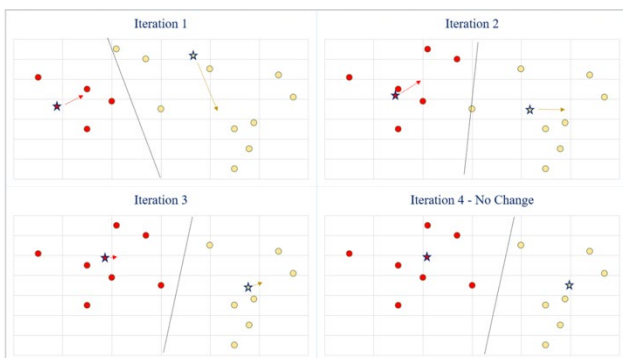 Iteration 1
Iteration 2
Iteration 3
Iteration 4 - No Change